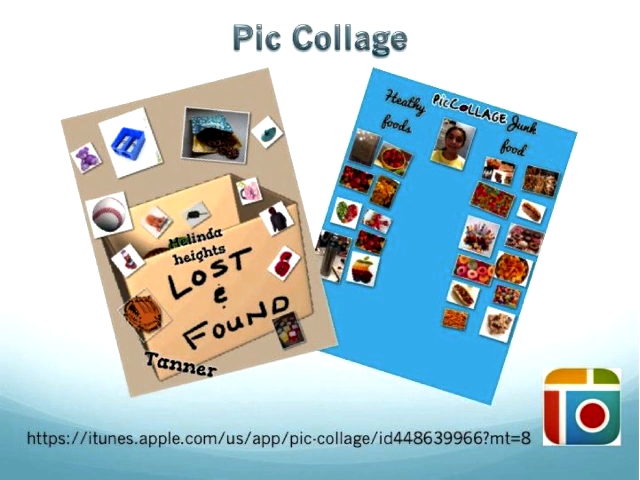 Pic Collage
Melinda
heights
LOST
&
FOUND
Tanner
Heathy
foods
PicCOLLAGE
Junk
food
https://itunes.apple.com/us/app/pic-collage/id448639966?mt=8